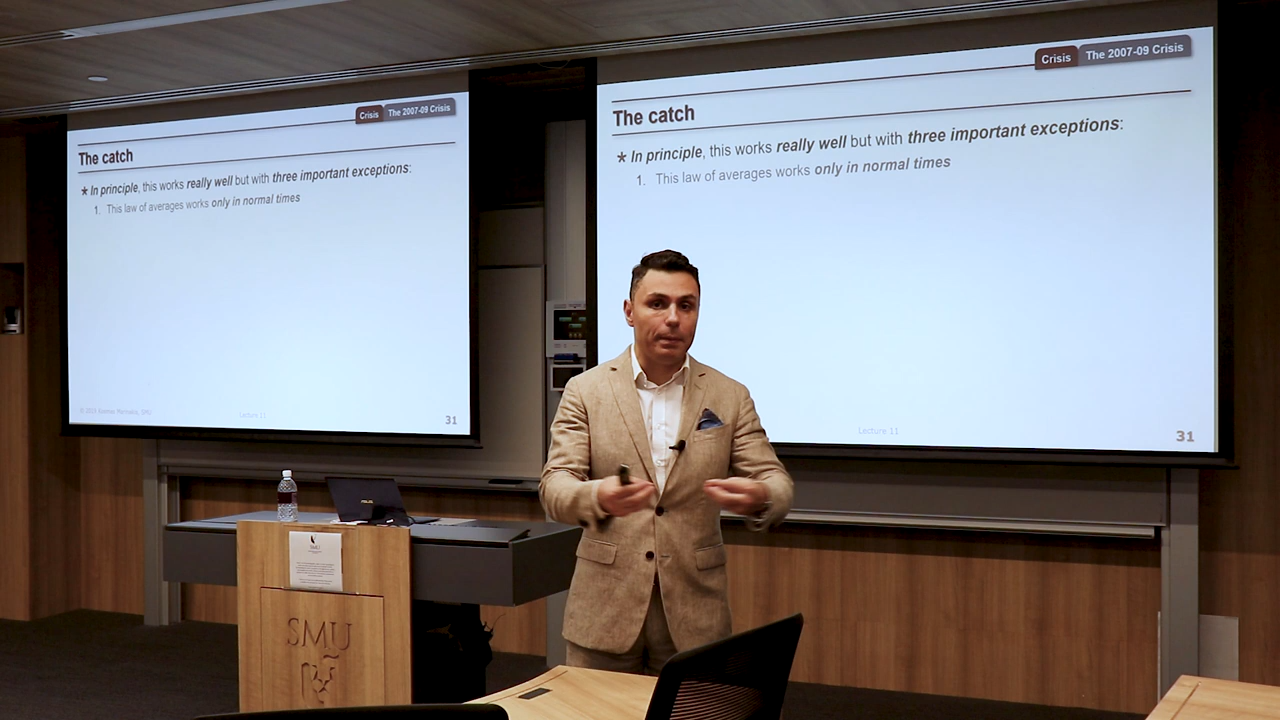 Crisis The 2007-09 Crisis
The catch
* In principle, this works really well but with three important exceptions:
1. This law of averages works only in normal times
Lecture 11
31
Crisis The 2007-09 Crisis
The catch
* In principle, this works really well but with three important exceptions:
1. This law of averages works only in normal times
Lecture 11
31
SMU